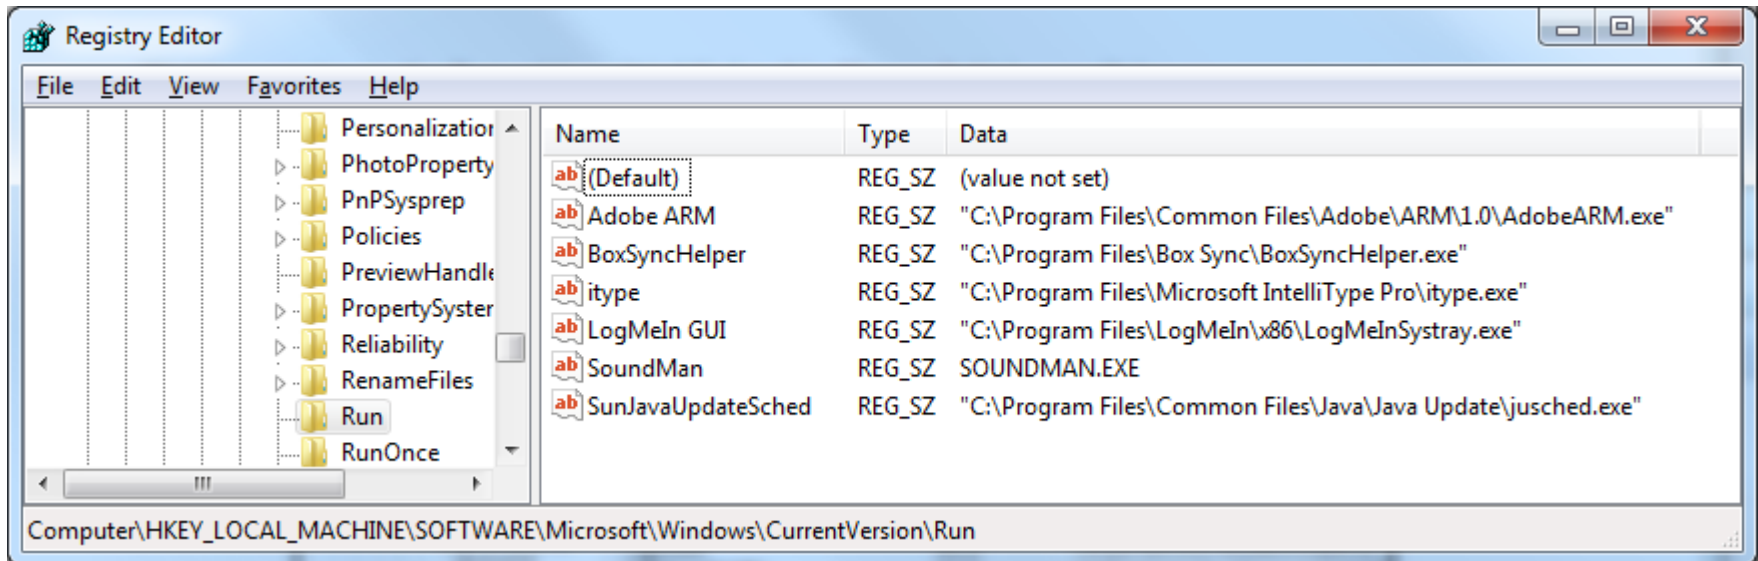 Registry Editor
File Edit View Favorites Help
Personalization
PhotoProperty
PnPSysprep
Policies
PreviewHandle
PropertySyster
Reliability
RenameFiles
Run
RunOnce
Name Type Data
(Default) REG_SZ (value not set)
Adobe ARM REG_SZ "C:\Program Files\Common Files\Adobe\ARM\1.0\AdobeARM.exe"
BoxSyncHelper REG_SZ "C:\Program Files\Box Sync\BoxSyncHelper.exe"
itype REG_SZ "C:\Program Files\Microsoft IntelliType Pro\itype.exe"
LogMeIn GUI REG_SZ "C:\Program Files\LogMeIn\x86\LogMeInSystray.exe"
SoundMan REG_SZ SOUNDMAN.EXE
SunJavaUpdateSched REG_SZ "C:\Program Files\Common Files\Java\Java Update\jusched.exe"
Computer\HKEY_LOCAL_MACHINE\SOFTWARE\Microsoft\Windows\CurrentVersion\Run